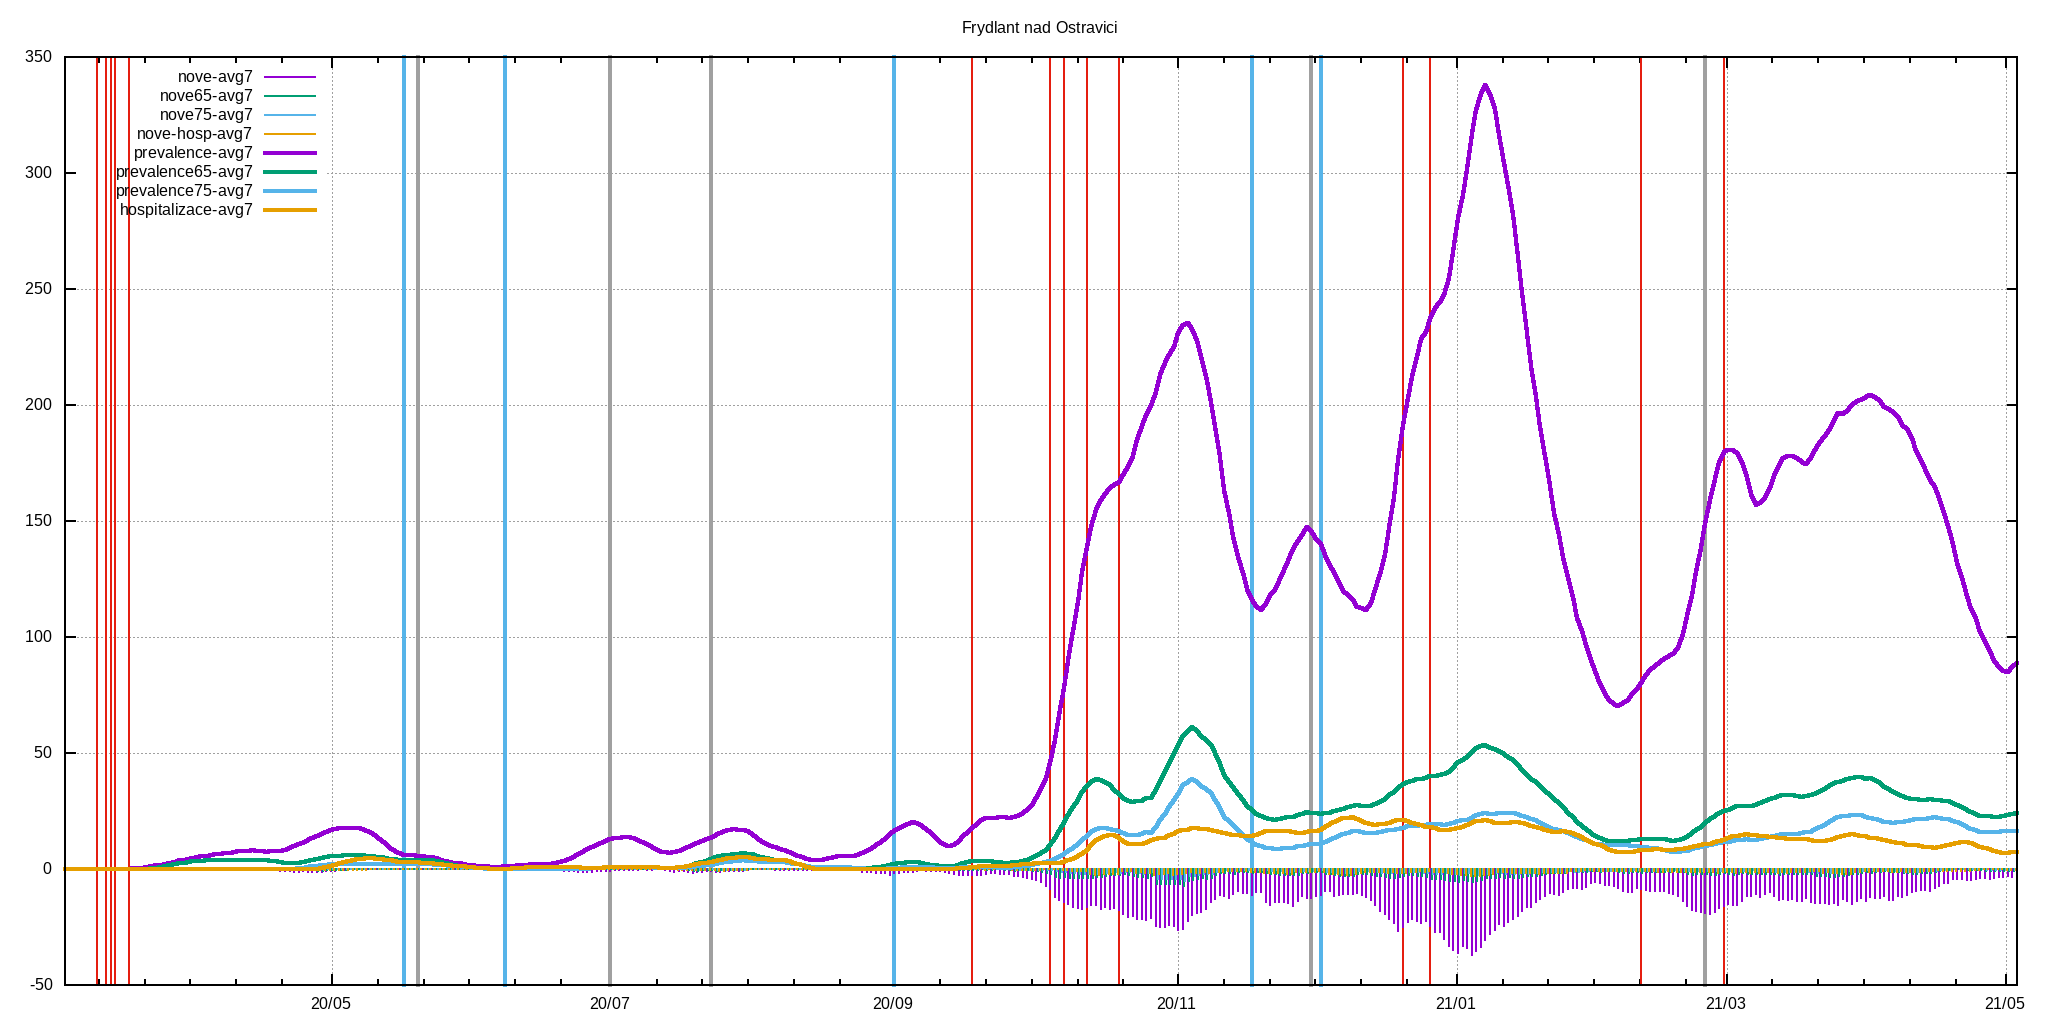 Frydlant nad Ostravici
350
300
250
200
150
100
50
0
-50
nove-avg7
nove65-avg7
nove75-avg7
nove-hosp-avg7
prevalence-avg7
prevalence65-avg7
prevalence75-avg7
hospitalizace-avg7
20/05
20/07
20/09
20/11
21/01
21/03
21/05